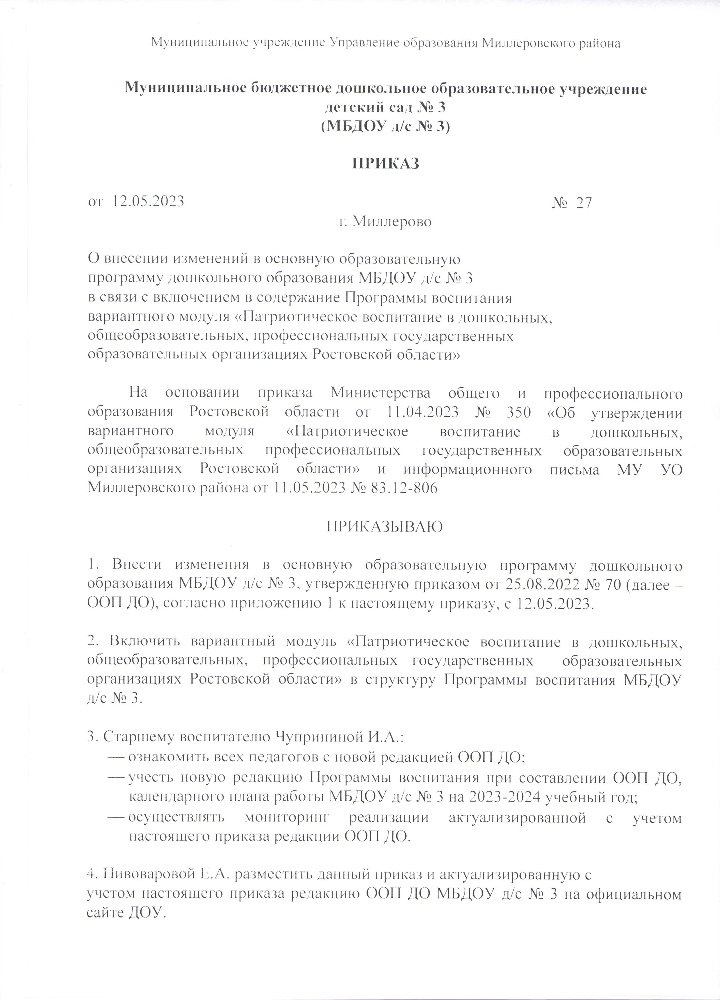 Муниципальное учреждение Управление образования Миллеровского района
Муниципальное бюджетное дошкольное образовательное учреждение
детский сад № 3
(МБДОУ д/с № 3)
ПРИКАЗ
от 12.05.2023 № 27
г. Миллерово
О внесении изменений в основную образовательную
программу дошкольного образования МБДОУ д/с № 3
в связи с включением в содержание Программы воспитания
вариантного модуля «Патриотическое воспитание в дошкольных,
общеобразовательных, профессиональных государственных
образовательных организациях Ростовской области»
На основании приказа Министерства общего и профессионального
образования Ростовской области от 11.04.2023 № 350 «Об утверждении
вариантного модуля «Патриотическое воспитание в дошкольных,
общеобразовательных профессиональных государственных образовательных
организациях Ростовской области» и информационного письма МУ УО
Миллеровского района от 11.05.2023 № 83.12-806
ПРИКАЗЫВАЮ
1. Внести изменения в основную образовательную программу дошкольного
образования МБДОУ д/с № 3, утвержденную приказом от 25.08.2022 № 70 (далее –
ООП ДО), согласно приложению 1 к настоящему приказу, с 12.05.2023.
2. Включить вариантный модуль «Патриотическое воспитание в дошкольных,
общеобразовательных, профессиональных государственных образовательных
организациях Ростовской области» в структуру Программы воспитания МБДОУ
д/с № 3.
3. Старшему воспитателю Чуприниной И.А.:
— ознакомить всех педагогов с новой редакцией ООП ДО;
— учесть новую редакцию Программы воспитания при составлении ООП ДО,
календарного плана работы МБДОУ д/с № 3 на 2023-2024 учебный год;
— осуществлять мониторинг реализации актуализированной с учетом
настоящего приказа редакции ООП ДО.
4. Пивоваровой Е.А. разместить данный приказ и актуализированную с
учетом настоящего приказа редакцию ООП ДО МБДОУ д/с № 3 на официальном
сайте ДОУ.